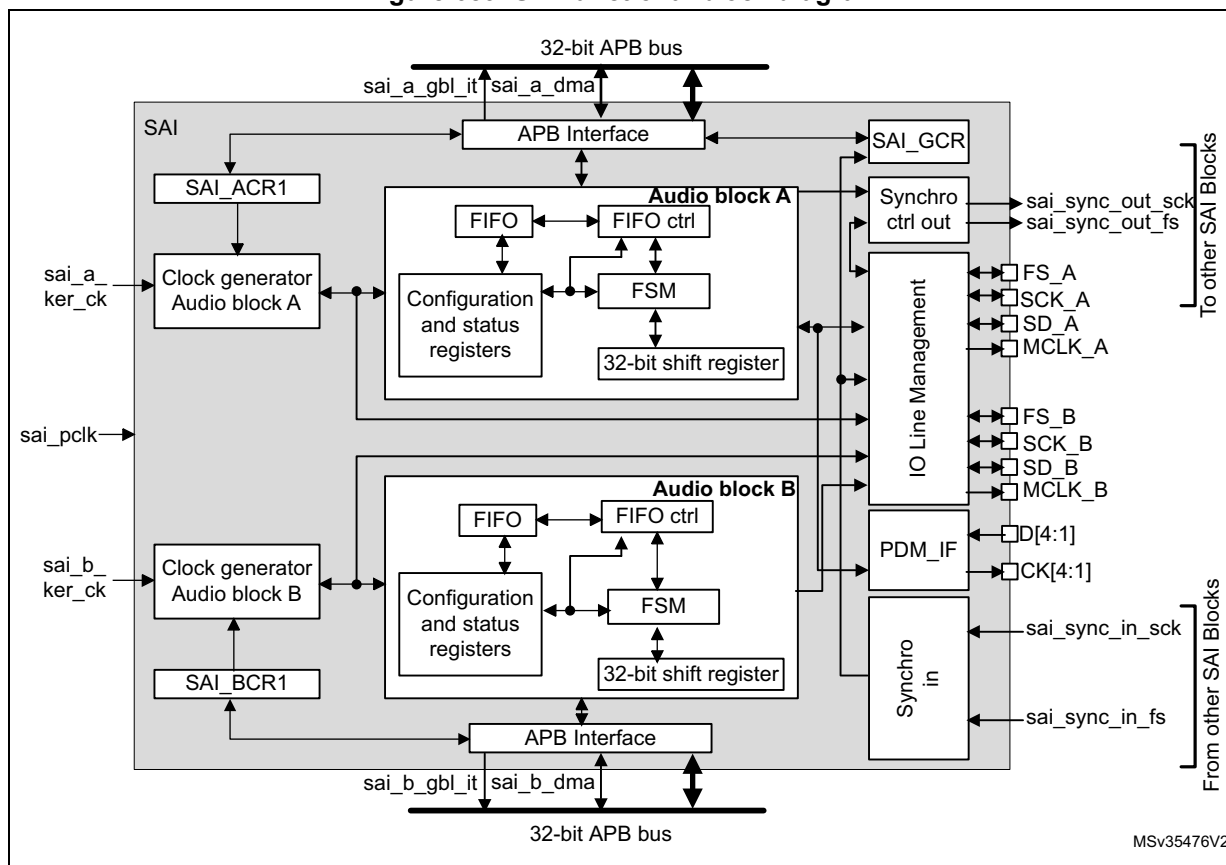 32-bit APB bus
sai_a_gbl_it
sai_a_dma
SAI
APB Interface
SAI_GCR
SAI_ACR1
Audio block A
FIFO
FIFO ctrl
Synchro
ctrl out
sai_sync_out_sck
sai_sync_out_fs
To other SAI Blocks
sai_a_
ker_ck
Clock generator
Audio block A
Configuration
and status
registers
FSM
32-bit shift register
IO Line Management
FS_A
SCK_A
SD_A
MCLK_A
sai_pclk
FS_B
SCK_B
SD_B
MCLK_B
Audio block B
FIFO
FIFO ctrl
sai_b_
ker_ck
Clock generator
Audio block B
Configuration
and status
registers
FSM
32-bit shift register
PDM_IF
D[4:1]
CK[4:1]
SAI_BCR1
Synchro
in
sai_sync_in_sck
sai_sync_in_fs
From other SAI Blocks
APB Interface
sai_b_gbl_it
sai_b_dma
32-bit APB bus
MSv35476V2